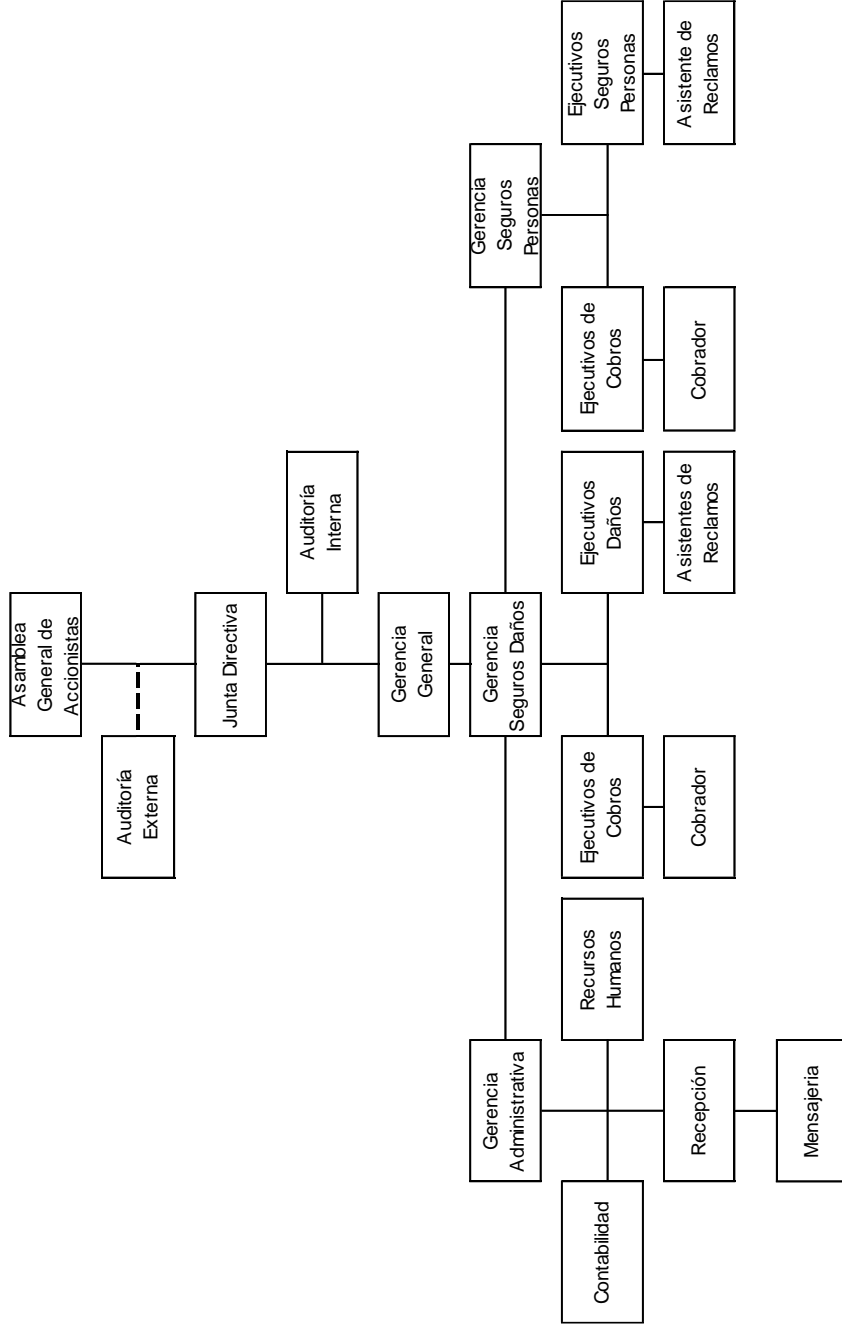 Asamblea
General de
Accionistas
Auditoría
Externa
Junta Directiva
Auditoría
Interna
Gerencia
General
Gerencia
Administrativa
Gerencia
Seguros Daños
Gerencia
Seguros
Personas
Contabilidad
Recursos
Humanos
Ejecutivos de
Cobros
Ejecutivos
Daños
Ejecutivos de
Cobros
Ejecutivos
Seguros
Personas
Recepción
Cobrador
Asistentes de
Reclamos
Cobrador
Asistente de
Reclamos
Mensajeria